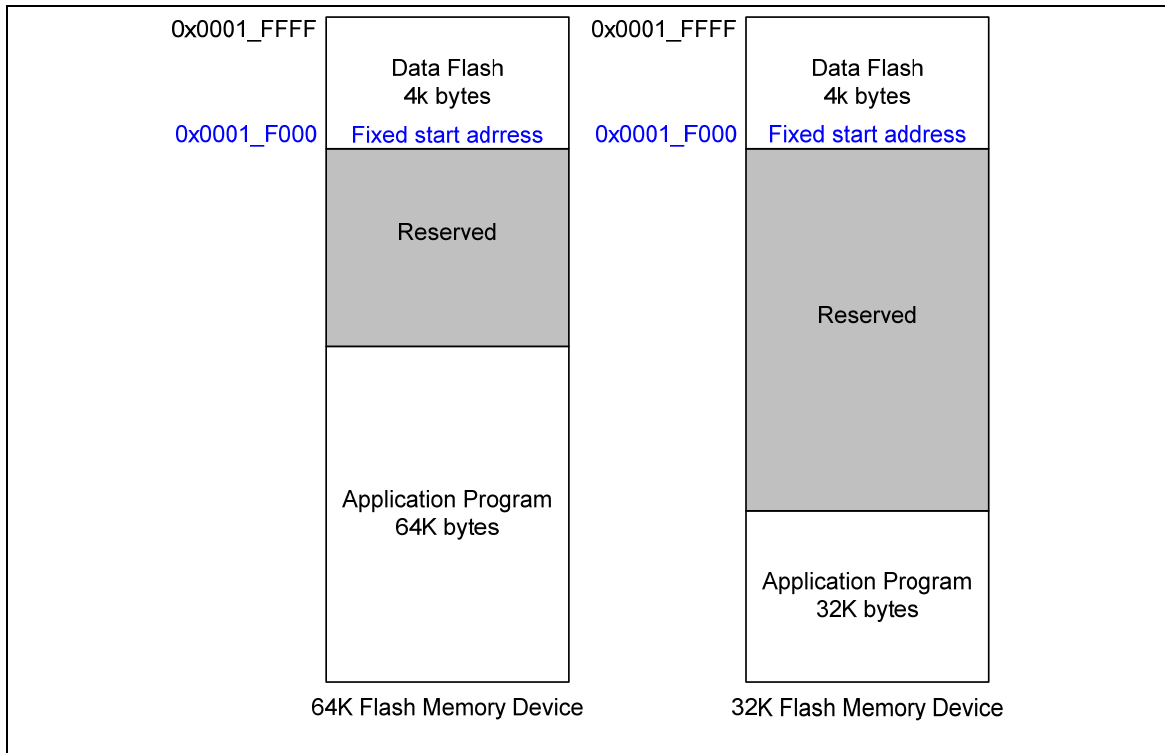 0x0001_FFFF
Data Flash
4k bytes
0x0001_F000
Fixed start adrress
Reserved
Application Program
64K bytes
64K Flash Memory Device
0x0001_FFFF
Data Flash
4k bytes
0x0001_F000
Fixed start address
Reserved
Application Program
32K bytes
32K Flash Memory Device